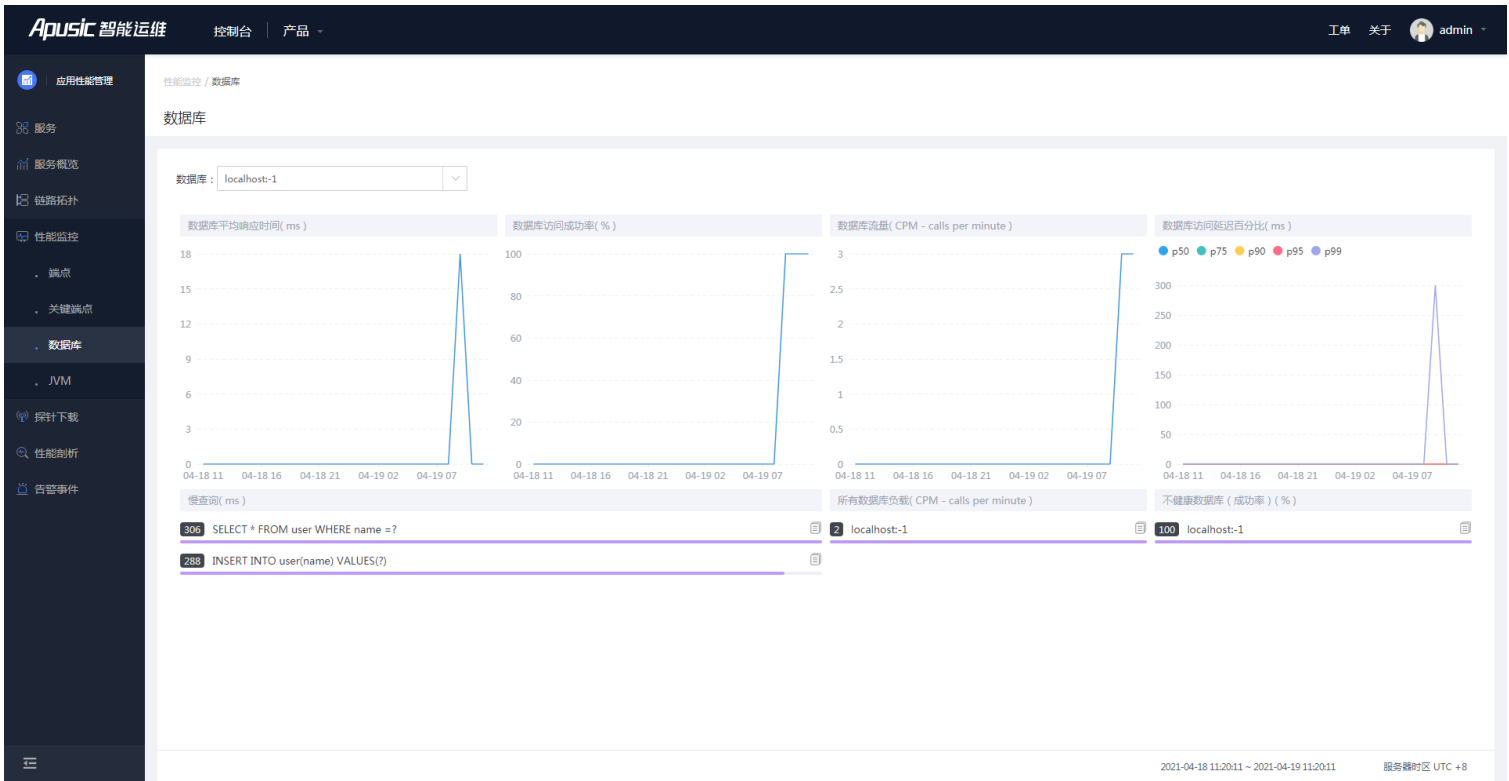 Apusic 智能运维 控制台 产品 工单 关于 admin
应用性能管理
服务
服务概览
链路拓扑
性能监控
. 端点
. 关键端点
. 数据库
. JVM
探针下载
性能剖析
告警事件
性能监控 / 数据库
数据库
数据库： localhost:-1
数据库平均响应时间( ms )
18
15
12
9
6
3
0
04-18 11 04-18 16 04-18 21 04-19 02 04-19 07
数据库访问成功率( % )
100
80
60
40
20
0
04-18 11 04-18 16 04-18 21 04-19 02 04-19 07
数据库流量( CPM - calls per minute )
3
2.5
2
1.5
1
0.5
0
04-18 11 04-18 16 04-18 21 04-19 02 04-19 07
数据库访问延迟百分比( ms )
p50 p75 p90 p95 p99
300
250
200
150
100
50
0
04-18 11 04-18 16 04-18 21 04-19 02 04-19 07
慢查询( ms )
306 SELECT * FROM user WHERE name =?
288 INSERT INTO user(name) VALUES(?)
所有数据库负载( CPM - calls per minute )
2 localhost:-1
不健康数据库（成功率）( % )
100 localhost:-1
2021-04-18 11:20:11 ~ 2021-04-19 11:20:11 服务器时区 UTC +8